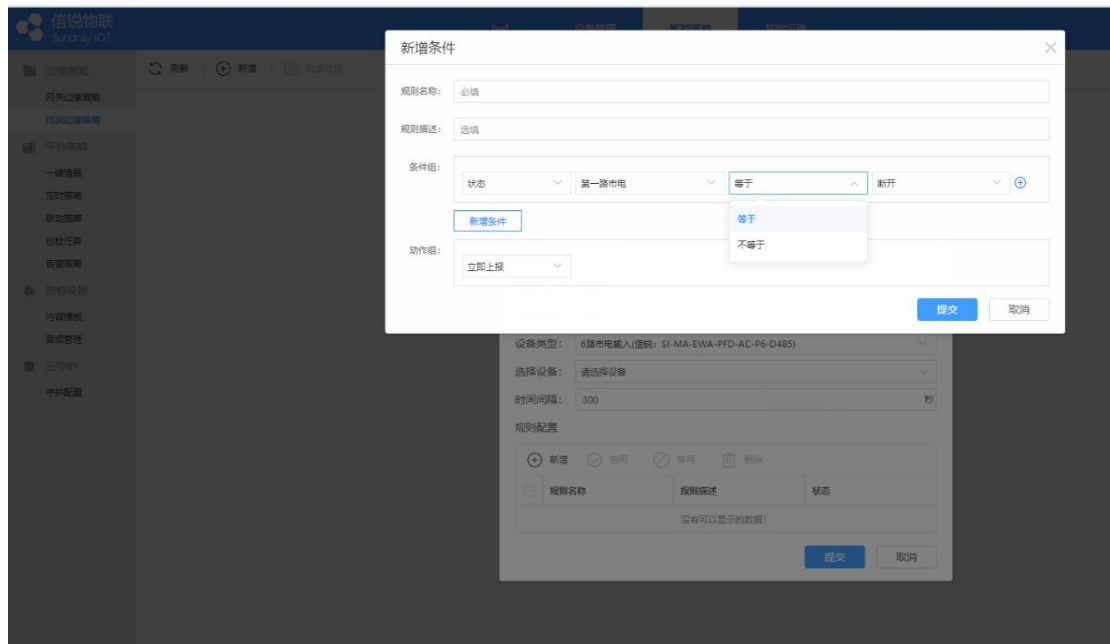 信锐物联
Sundray IOT
设备管理
新增条件
边缘策略
刷新
新增
规则名称:
必填
网关边缘策略
终端边缘策略
规则描述:
选填
平台策略
条件组:
一键情景
状态
第一路市电
等于
断开
定时策略
联动策略
新增条件
等于
不等于
巡检任务
动作组:
告警策略
立即上报
告警设置
提交
取消
内容模板
音频管理
设备类型:
6路市电输入(信锐: SI-MA-EWA-PFD-AC-P6-D485)
云守护
选择设备:
请选择设备
守护配置
时间间隔:
300
秒
规则配置
新增
启用
禁用
删除
规则名称
规则描述
状态
没有可以显示的数据!
提交
取消